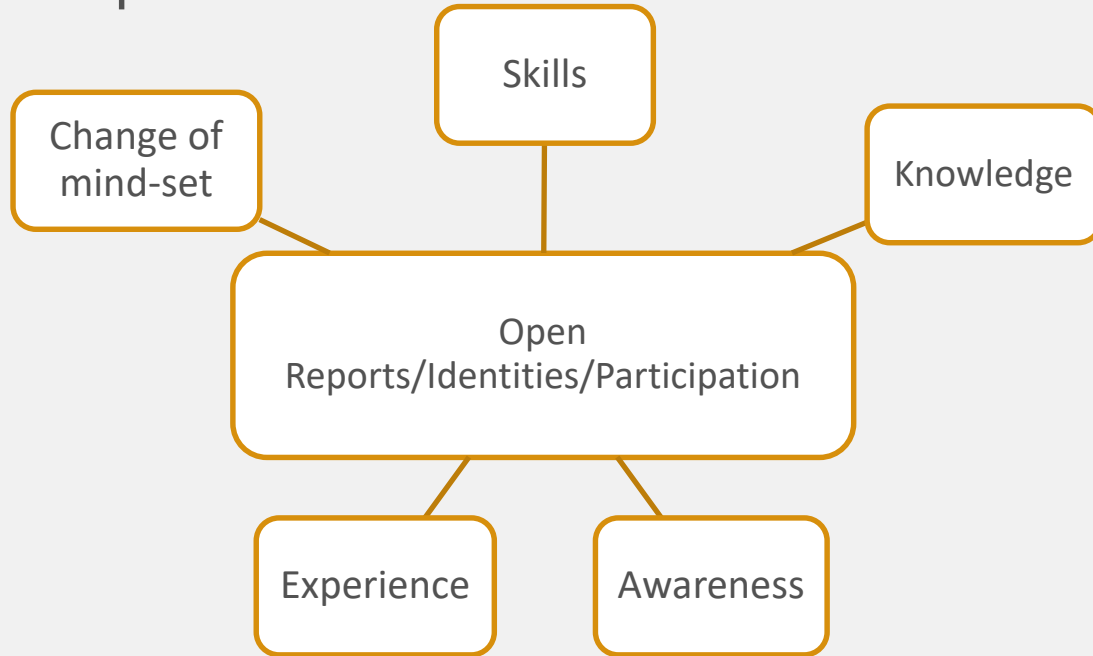 Skills
Change of
mind-set
Knowledge
Open
Reports/Identities/Participation
Experience
Awareness